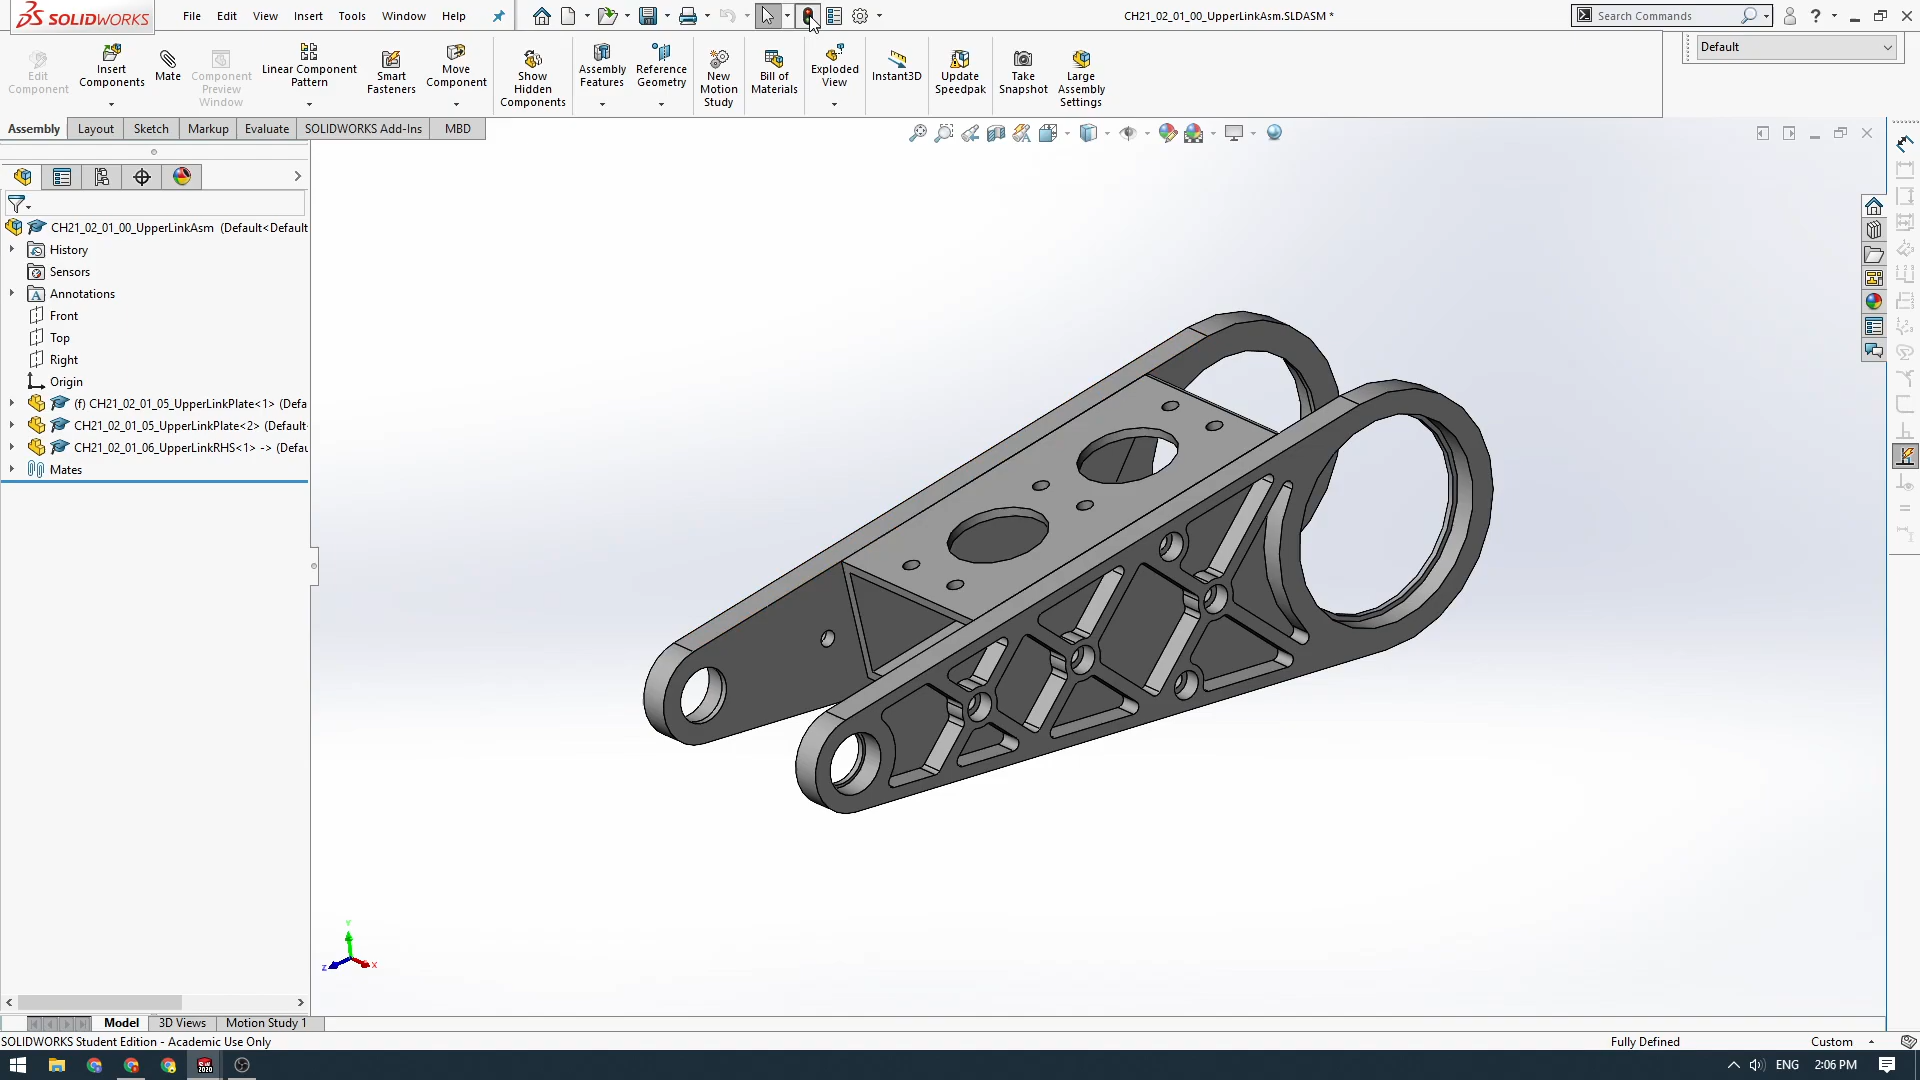 SOLIDWORKS
File Edit View Insert Tools Window Help
CH21_02_01_00_UpperLinkAsm.SLDASM *
Search Commands
?
Default
Edit Component
Insert Components
Mate
Component Preview Window
Linear Component Pattern
Smart Fasteners
Move Component
Show Hidden Components
Assembly Features
Reference Geometry
New Motion Study
Bill of Materials
Exploded View
Instant3D
Update Speedpak
Take Snapshot
Large Assembly Settings
Assembly Layout Sketch Markup Evaluate SOLIDWORKS Add-Ins MBD
CH21_02_01_00_UpperLinkAsm (Default<Default
History
Sensors
Annotations
Front
Top
Right
Origin
(f) CH21_02_01_05_UpperLinkPlate<1> (Defa
CH21_02_01_05_UpperLinkPlate<2> (Default
CH21_02_01_06_UpperLinkRHS<1> -> (Defau
Mates
Y
Z
X
Model 3D Views Motion Study 1
SOLIDWORKS Student Edition - Academic Use Only
Fully Defined
Custom
ENG
2:06 PM